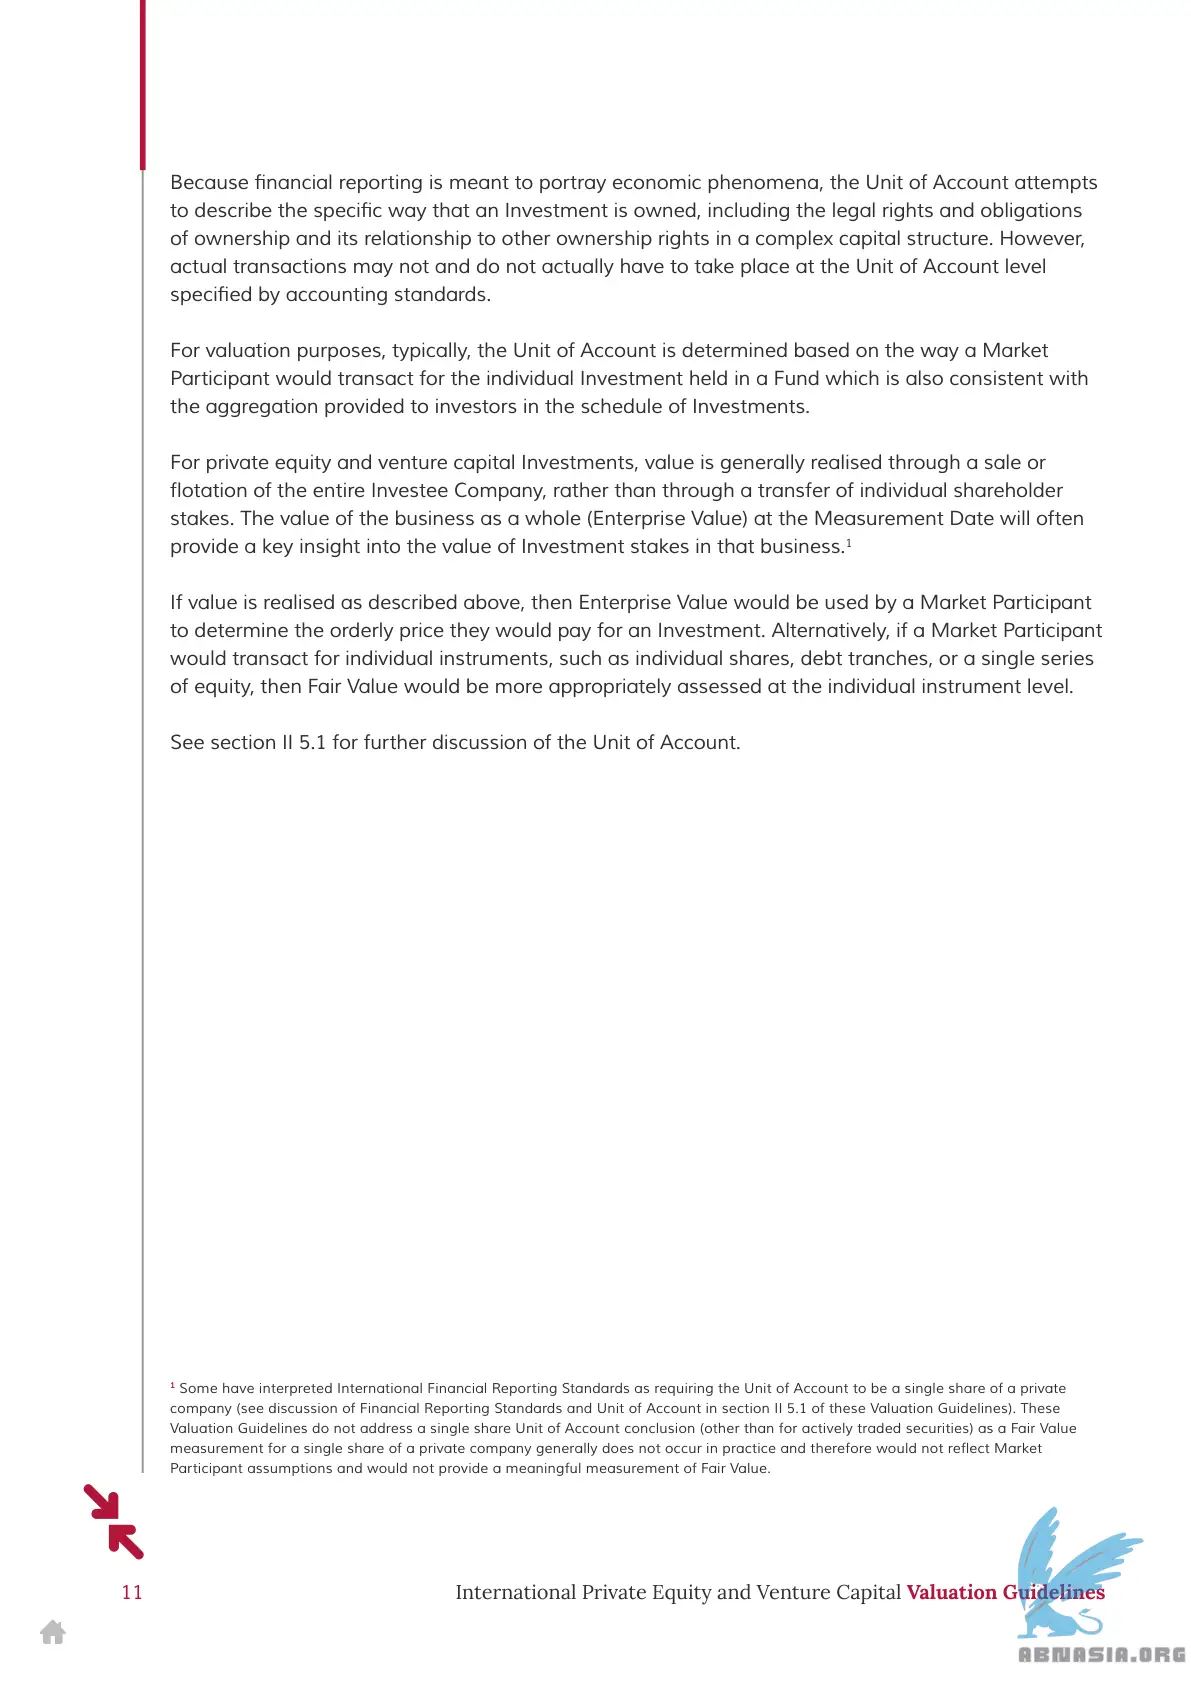 Because financial reporting is meant to portray economic phenomena, the Unit of Account attempts
to describe the specific way that an Investment is owned, including the legal rights and obligations
of ownership and its relationship to other ownership rights in a complex capital structure. However,
actual transactions may not and do not actually have to take place at the Unit of Account level
specified by accounting standards.
For valuation purposes, typically, the Unit of Account is determined based on the way a Market
Participant would transact for the individual Investment held in a Fund which is also consistent with
the aggregation provided to investors in the schedule of Investments.
For private equity and venture capital Investments, value is generally realised through a sale or
flotation of the entire Investee Company, rather than through a transfer of individual shareholder
stakes. The value of the business as a whole (Enterprise Value) at the Measurement Date will often
provide a key insight into the value of Investment stakes in that business.¹
If value is realised as described above, then Enterprise Value would be used by a Market Participant
to determine the orderly price they would pay for an Investment. Alternatively, if a Market Participant
would transact for individual instruments, such as individual shares, debt tranches, or a single series
of equity, then Fair Value would be more appropriately assessed at the individual instrument level.
See section II 5.1 for further discussion of the Unit of Account.
¹ Some have interpreted International Financial Reporting Standards as requiring the Unit of Account to be a single share of a private
company (see discussion of Financial Reporting Standards and Unit of Account in section II 5.1 of these Valuation Guidelines). These
Valuation Guidelines do not address a single share Unit of Account conclusion (other than for actively traded securities) as a Fair Value
measurement for a single share of a private company generally does not occur in practice and therefore would not reflect Market
Participant assumptions and would not provide a meaningful measurement of Fair Value.
11
International Private Equity and Venture Capital Valuation Guidelines
ABNASIA.ORG